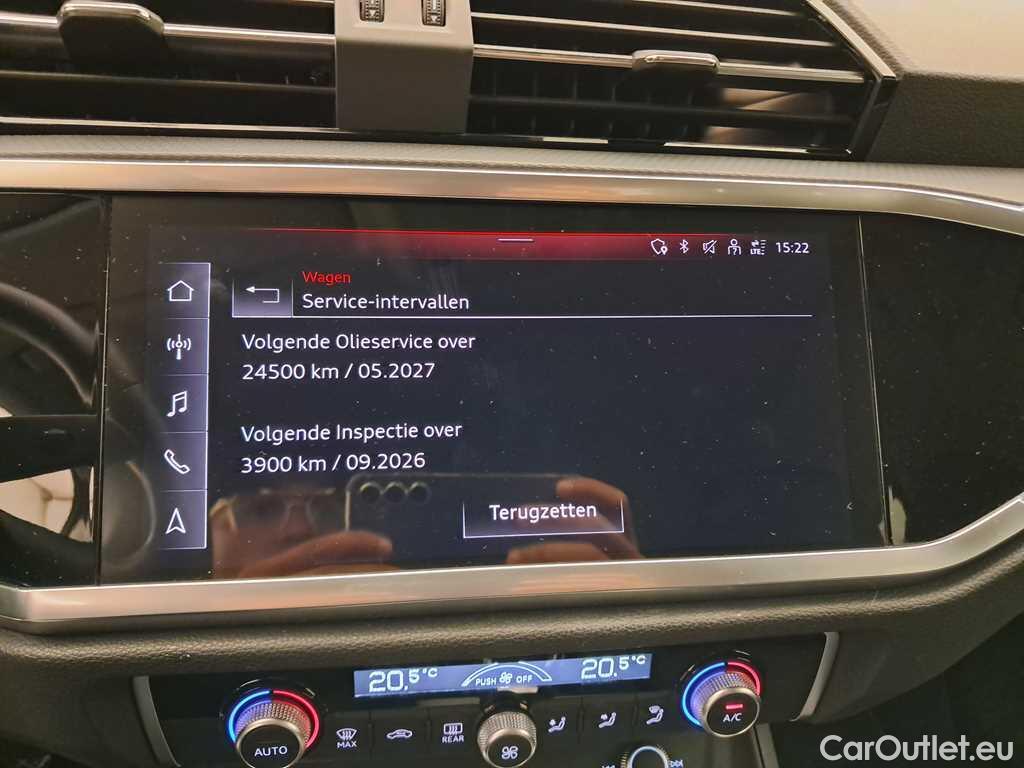 LTE
15:22
Wagen
Service-intervallen
Volgende Olieservice over
24500 km / 05.2027
Volgende Inspectie over
3900 km / 09.2026
Terugzetten
20,5°C
PUSH OFF
20,5°C
AUTO
MAX
REAR
A/C
CarOutlet.eu